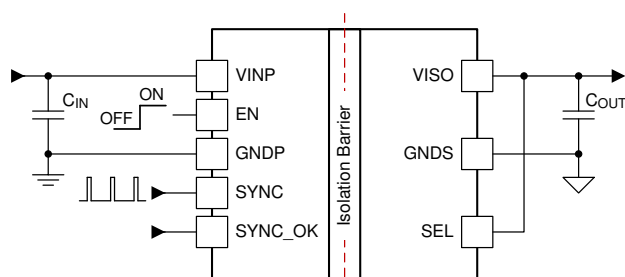 VINP
VISO
CIN
ON
OFF
EN
COUT
GNDP
Isolation Barrier
GNDS
SYNC
SYNC_OK
SEL